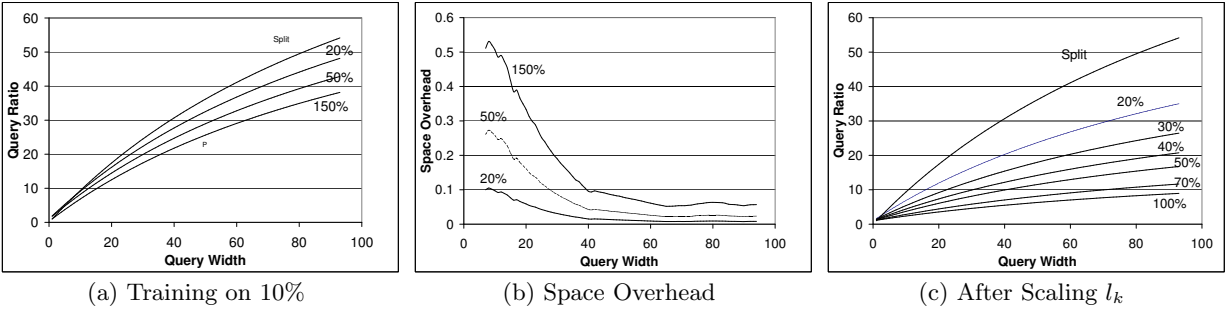 60
50
40
30
20
10
0
0 20 40 60 80 100
Query Ratio
Query Width
Split
20%
50%
150%
P
(a) Training on 10%
0.6
0.5
0.4
0.3
0.2
0.1
0
0 20 40 60 80 100
Space Overhead
Query Width
150%
50%
20%
(b) Space Overhead
60
50
40
30
20
10
0
0 20 40 60 80 100
Query Ratio
Query Width
Split
20%
30%
40%
50%
70%
100%
(c) After Scaling l_k